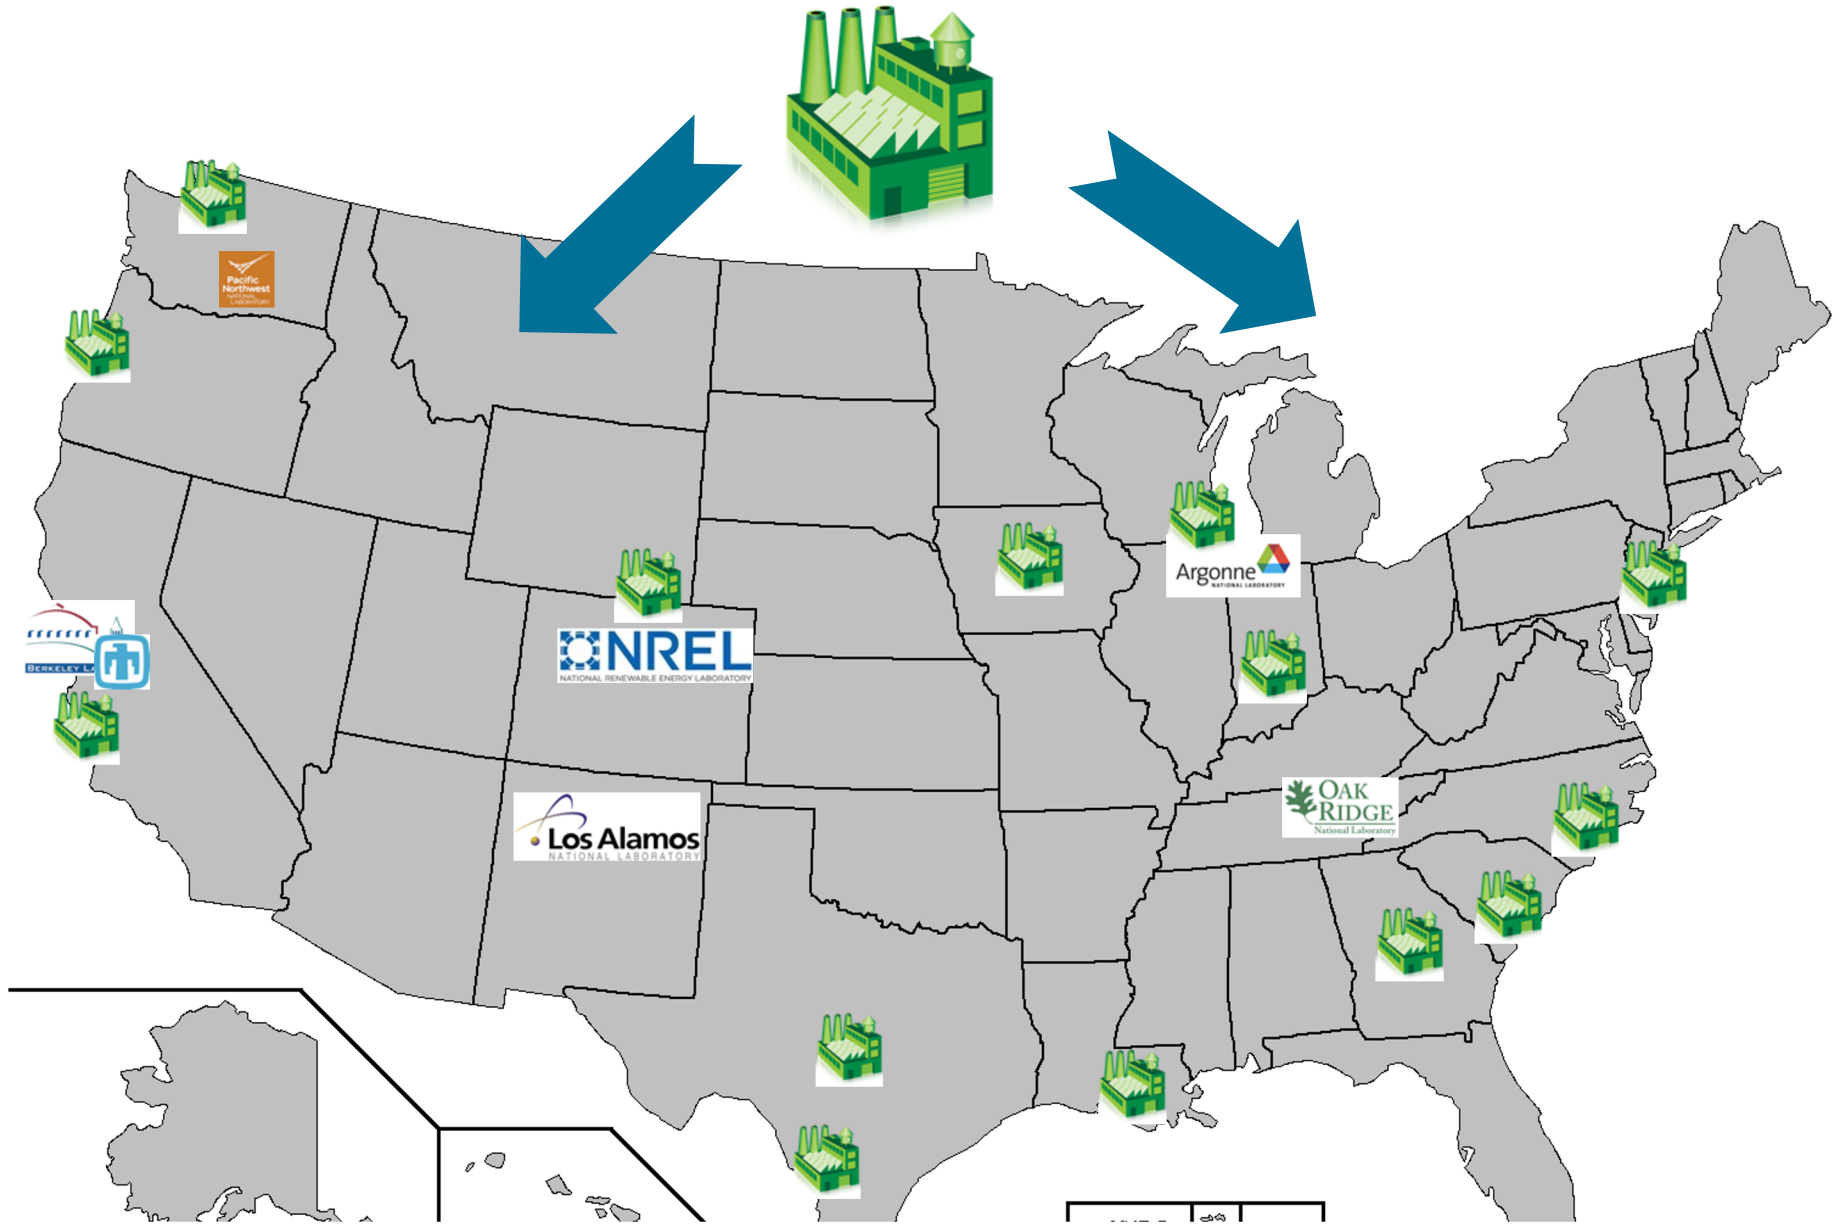 Pacific
Northwest
NATIONAL
LABORATORY
Argonne
NATIONAL LABORATORY
BERKELEY LA
NREL
NATIONAL RENEWABLE ENERGY LABORATORY
OAK
RIDGE
National Laboratory
Los Alamos
NATIONAL LABORATORY